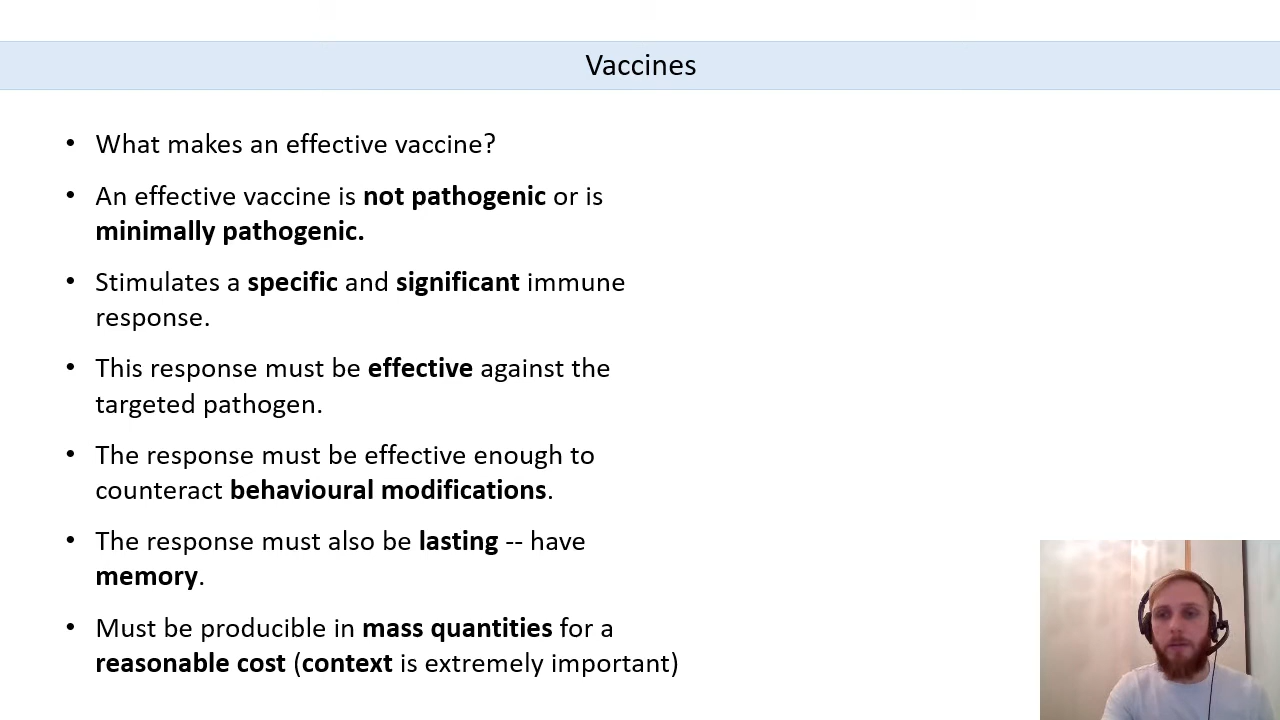 Vaccines
• What makes an effective vaccine?
• An effective vaccine is not pathogenic or is
minimally pathogenic.
• Stimulates a specific and significant immune
response.
• This response must be effective against the
targeted pathogen.
• The response must be effective enough to
counteract behavioural modifications.
• The response must also be lasting -- have
memory.
• Must be producible in mass quantities for a
reasonable cost (context is extremely important)